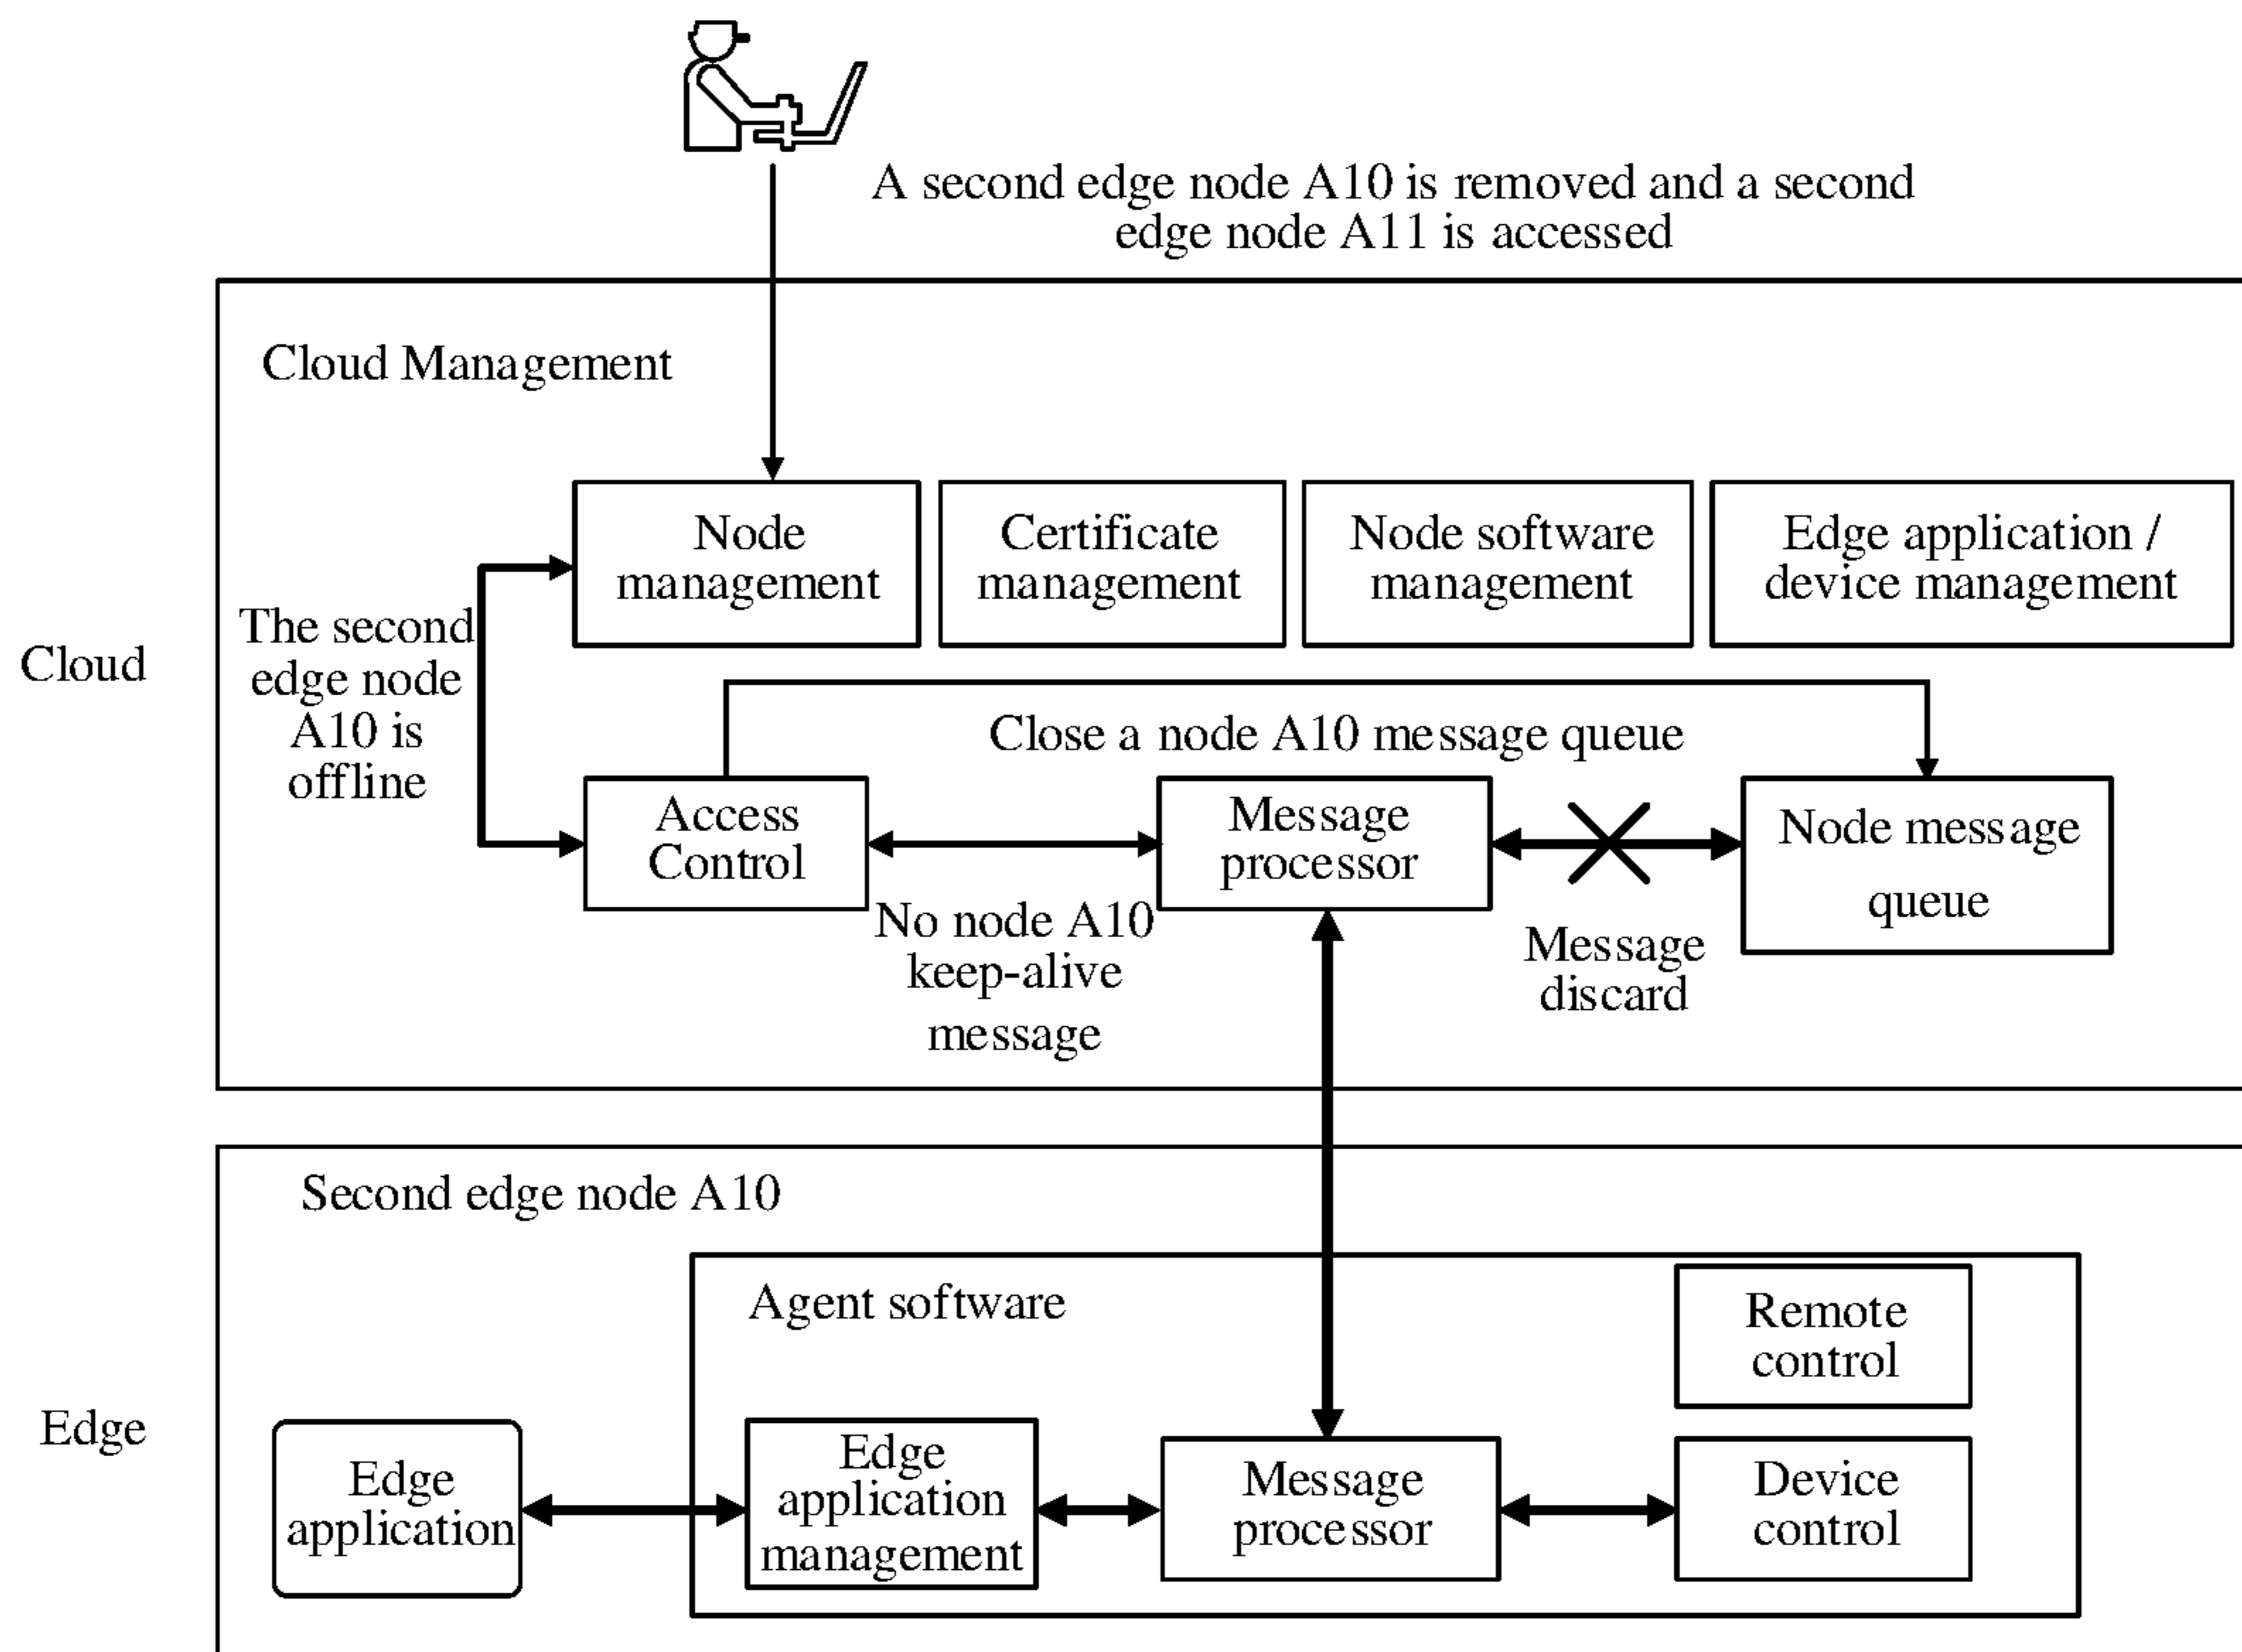 A second edge node A10 is removed and a second
edge node A11 is accessed
Cloud Management
Node
management
Certificate
management
Node software
management
Edge application /
device management
Cloud
The second
edge node
A10 is
offline
Close a node A10 message queue
Access
Control
Message
processor
Node message
queue
No node A10
keep-alive
message
Message
discard
Second edge node A10
Agent software
Remote
control
Edge
Edge
application
Edge
application
management
Message
processor
Device
control